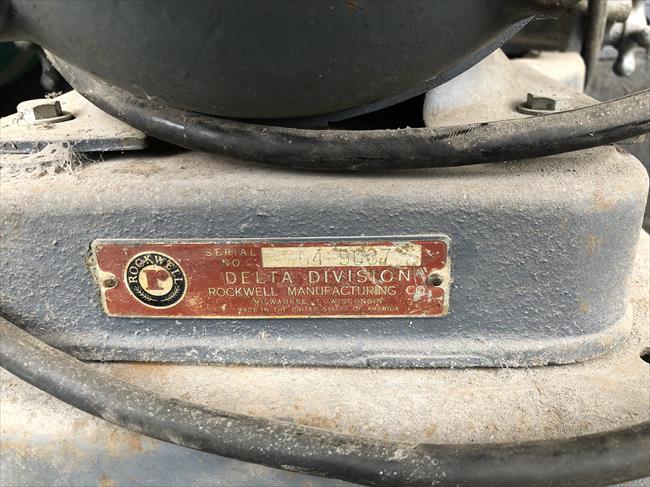 ROCKWELL
r
SERIAL
NO.
DELTA DIVISION
ROCKWELL MANUFACTURING CO.
MILWAUKEE 1, WISCONSIN
MADE IN THE UNITED STATES OF AMERICA